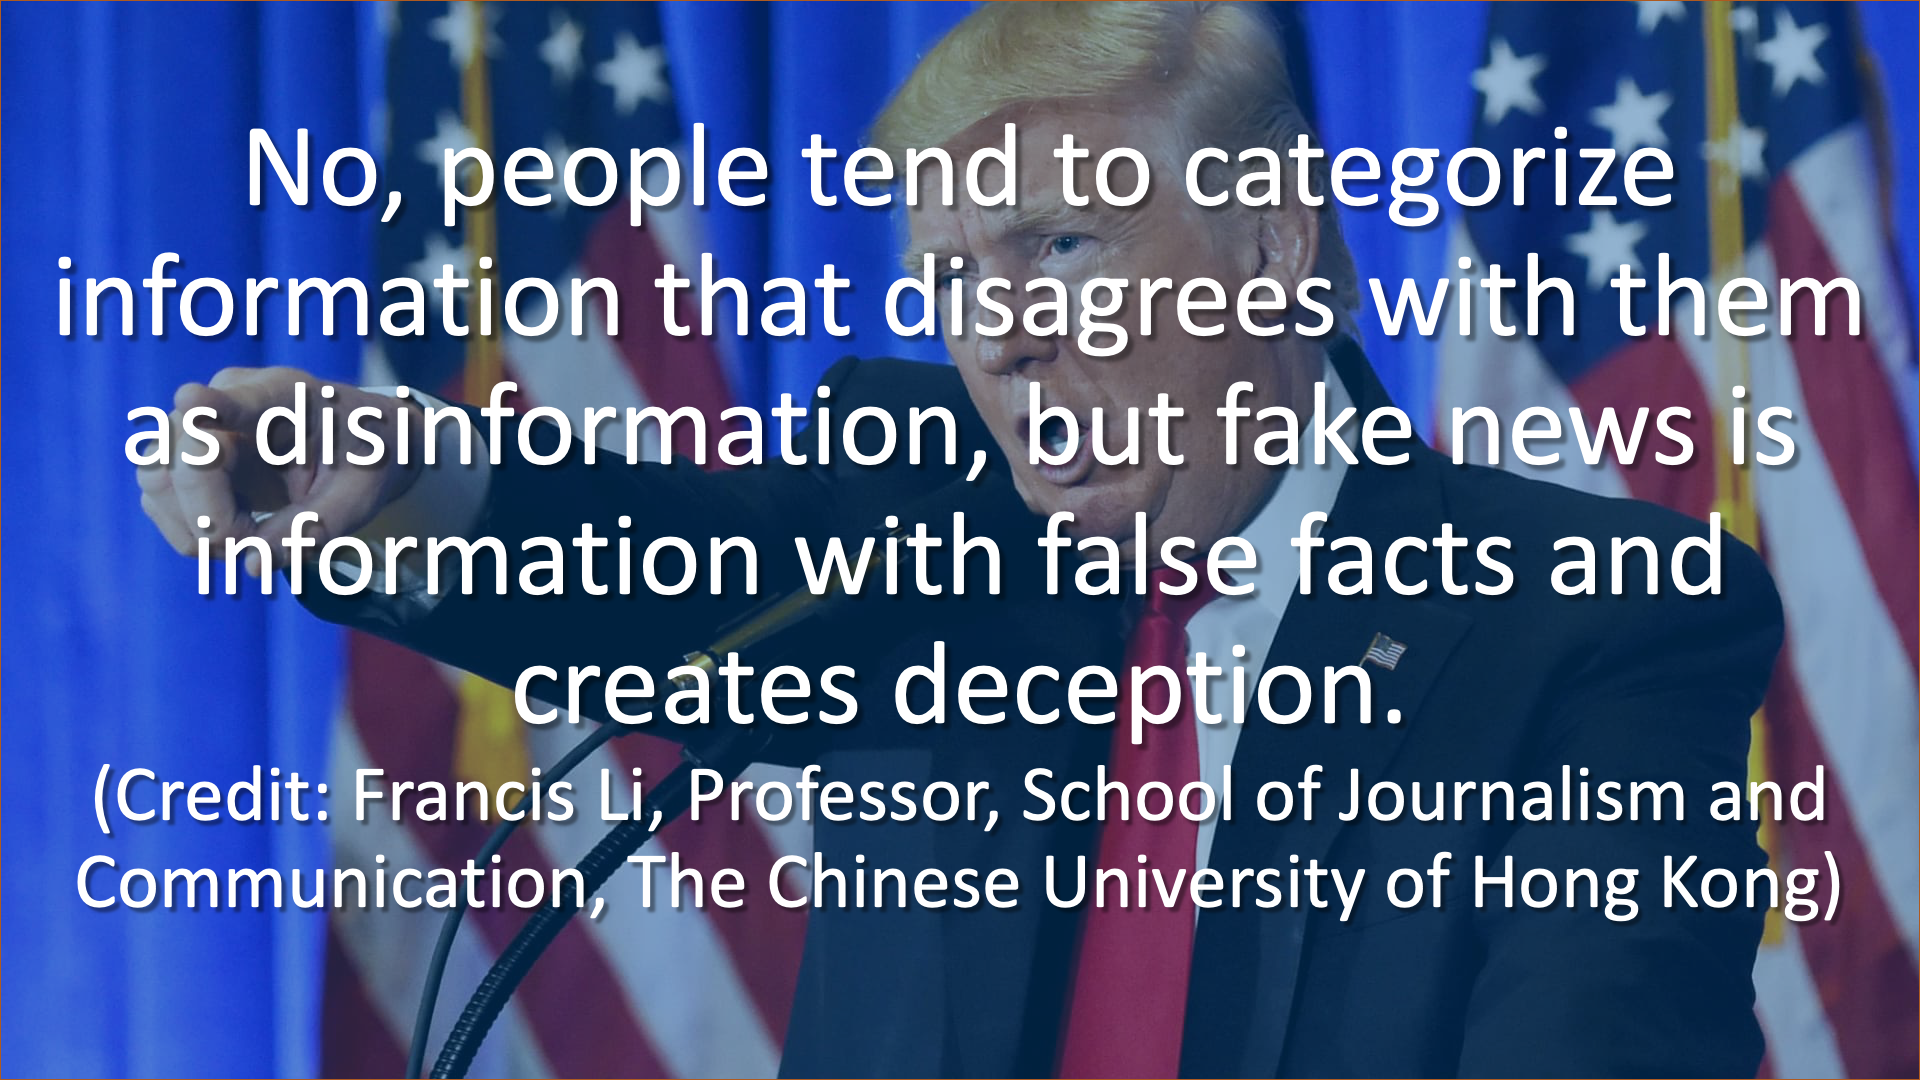 No, people tend to categorize
information that disagrees with them
as disinformation, but fake news is
information with false facts and
creates deception.
(Credit: Francis Li, Professor, School of Journalism and
Communication, The Chinese University of Hong Kong)